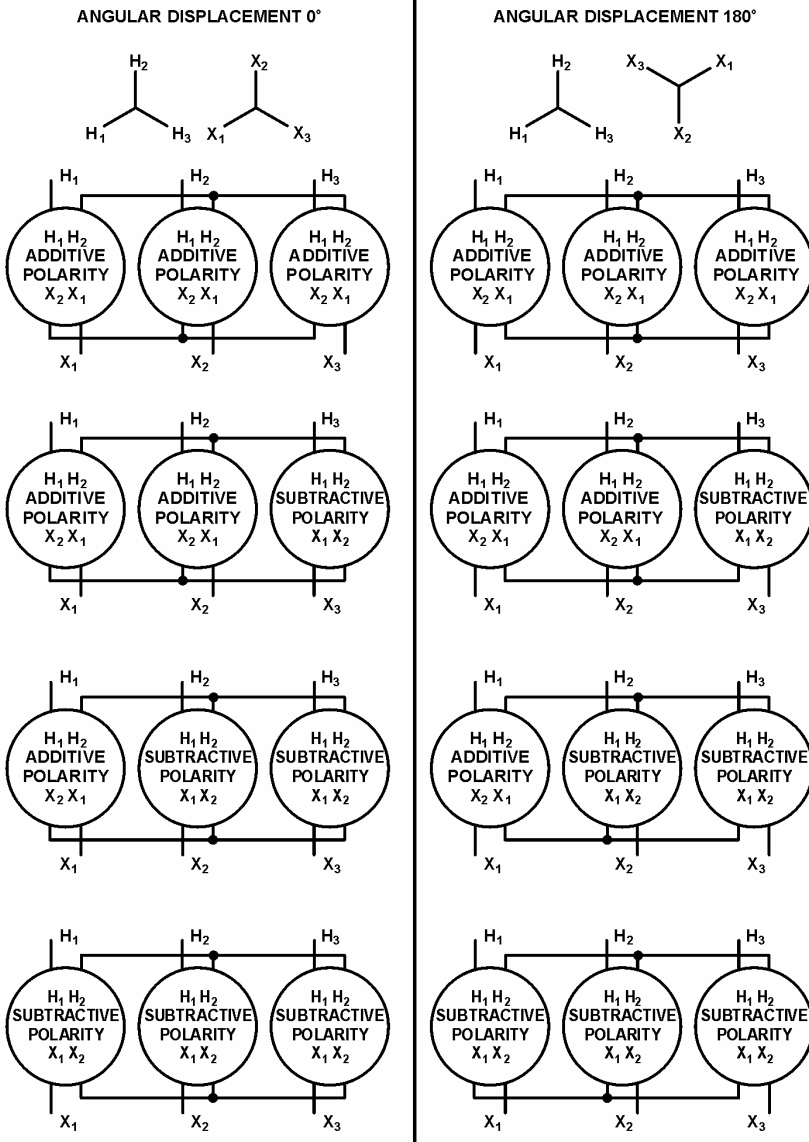 ANGULAR DISPLACEMENT 0°
H₂ X₂
H₁ H₃ X₁ X₃
H₁ H₂ H₃
H₁ H₂ H₁ H₂ H₁ H₂
ADDITIVE ADDITIVE ADDITIVE
POLARITY POLARITY POLARITY
X₂ X₁ X₂ X₁ X₂ X₁
X₁ X₂ X₃
H₁ H₂ H₃
H₁ H₂ H₁ H₂ H₁ H₂
ADDITIVE ADDITIVE SUBTRACTIVE
POLARITY POLARITY POLARITY
X₂ X₁ X₂ X₁ X₁ X₂
X₁ X₂ X₃
H₁ H₂ H₃
H₁ H₂ H₁ H₂ H₁ H₂
ADDITIVE SUBTRACTIVE SUBTRACTIVE
POLARITY POLARITY POLARITY
X₂ X₁ X₁ X₂ X₁ X₂
X₁ X₂ X₃
H₁ H₂ H₃
H₁ H₂ H₁ H₂ H₁ H₂
SUBTRACTIVE SUBTRACTIVE SUBTRACTIVE
POLARITY POLARITY POLARITY
X₁ X₂ X₁ X₂ X₁ X₂
X₁ X₂ X₃
ANGULAR DISPLACEMENT 180°
H₂ X₃ X₁
H₁ H₃ X₂
H₁ H₂ H₃
H₁ H₂ H₁ H₂ H₁ H₂
ADDITIVE ADDITIVE ADDITIVE
POLARITY POLARITY POLARITY
X₂ X₁ X₂ X₁ X₂ X₁
X₁ X₂ X₃
H₁ H₂ H₃
H₁ H₂ H₁ H₂ H₁ H₂
ADDITIVE ADDITIVE SUBTRACTIVE
POLARITY POLARITY POLARITY
X₂ X₁ X₂ X₁ X₁ X₂
X₁ X₂ X₃
H₁ H₂ H₃
H₁ H₂ H₁ H₂ H₁ H₂
ADDITIVE SUBTRACTIVE SUBTRACTIVE
POLARITY POLARITY POLARITY
X₂ X₁ X₁ X₂ X₁ X₂
X₁ X₂ X₃
H₁ H₂ H₃
H₁ H₂ H₁ H₂ H₁ H₂
SUBTRACTIVE SUBTRACTIVE SUBTRACTIVE
POLARITY POLARITY POLARITY
X₁ X₂ X₁ X₂ X₁ X₂
X₁ X₂ X₃